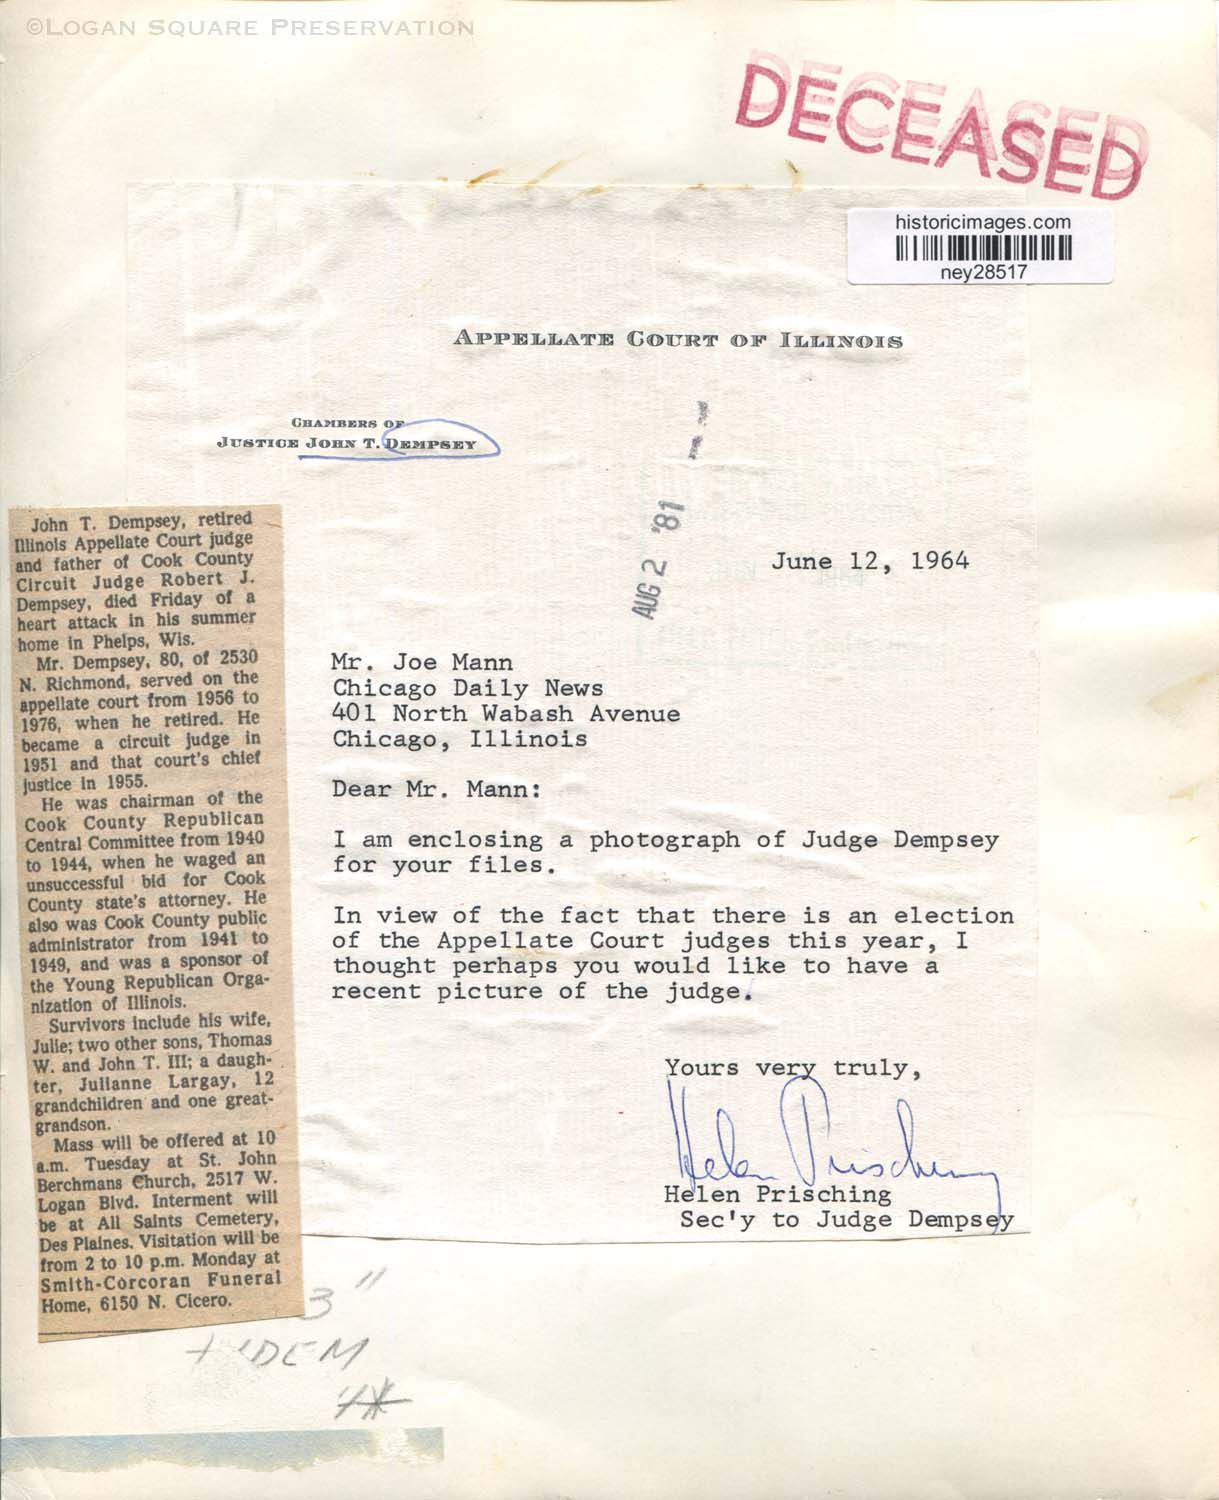 ©Logan Square Preservation
DECEASED
historicimages.com
ney28517
Appellate Court of Illinois
Chambers of
Justice John T. Dempsey
AUG 2 '81
June 12, 1964
Mr. Joe Mann
Chicago Daily News
401 North Wabash Avenue
Chicago, Illinois
Dear Mr. Mann:
I am enclosing a photograph of Judge Dempsey
for your files.
In view of the fact that there is an election
of the Appellate Court judges this year, I
thought perhaps you would like to have a
recent picture of the judge.
Yours very truly,
Helen Prisching
Helen Prisching
Sec'y to Judge Dempsey
John T. Dempsey, retired
Illinois Appellate Court judge
and father of Cook County
Circuit Judge Robert J.
Dempsey, died Friday of a
heart attack in his summer
home in Phelps, Wis.
Mr. Dempsey, 80, of 2530
N. Richmond, served on the
appellate court from 1956 to
1976, when he retired. He
became a circuit judge in
1951 and that court's chief
justice in 1955.
He was chairman of the
Cook County Republican
Central Committee from 1940
to 1944, when he waged an
unsuccessful bid for Cook
County state's attorney. He
also was Cook County public
administrator from 1941 to
1949, and was a sponsor of
the Young Republican Orga-
nization of Illinois.
Survivors include his wife,
Julie; two other sons, Thomas
W. and John T. III; a daugh-
ter, Julianne Largay, 12
grandchildren and one great-
grandson.
Mass will be offered at 10
a.m. Tuesday at St. John
Berchmans Church, 2517 W.
Logan Blvd. Interment will
be at All Saints Cemetery,
Des Plaines. Visitation will be
from 2 to 10 p.m. Monday at
Smith-Corcoran Funeral
Home, 6150 N. Cicero.
3"
DEM